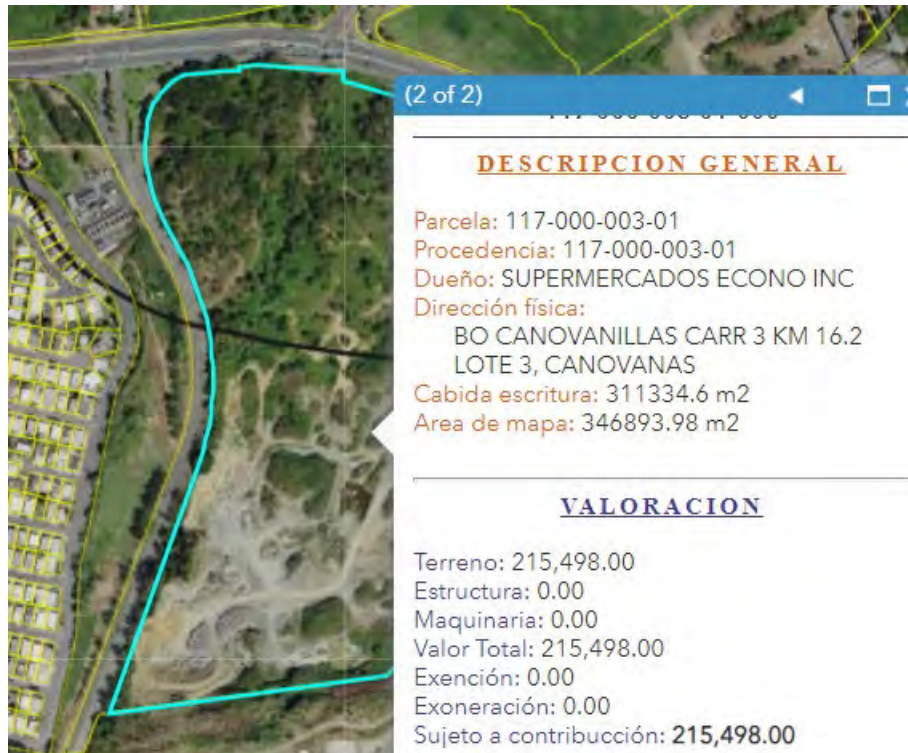 (2 of 2)
DESCRIPCION GENERAL
Parcela: 117-000-003-01
Procedencia: 117-000-003-01
Dueño: SUPERMERCADOS ECONO INC
Dirección física:
BO CANOVANILLAS CARR 3 KM 16.2
LOTE 3, CANOVANAS
Cabida escritura: 311334.6 m2
Area de mapa: 346893.98 m2
VALORACION
Terreno: 215,498.00
Estructura: 0.00
Maquinaria: 0.00
Valor Total: 215,498.00
Exención: 0.00
Exoneración: 0.00
Sujeto a contribución: 215,498.00